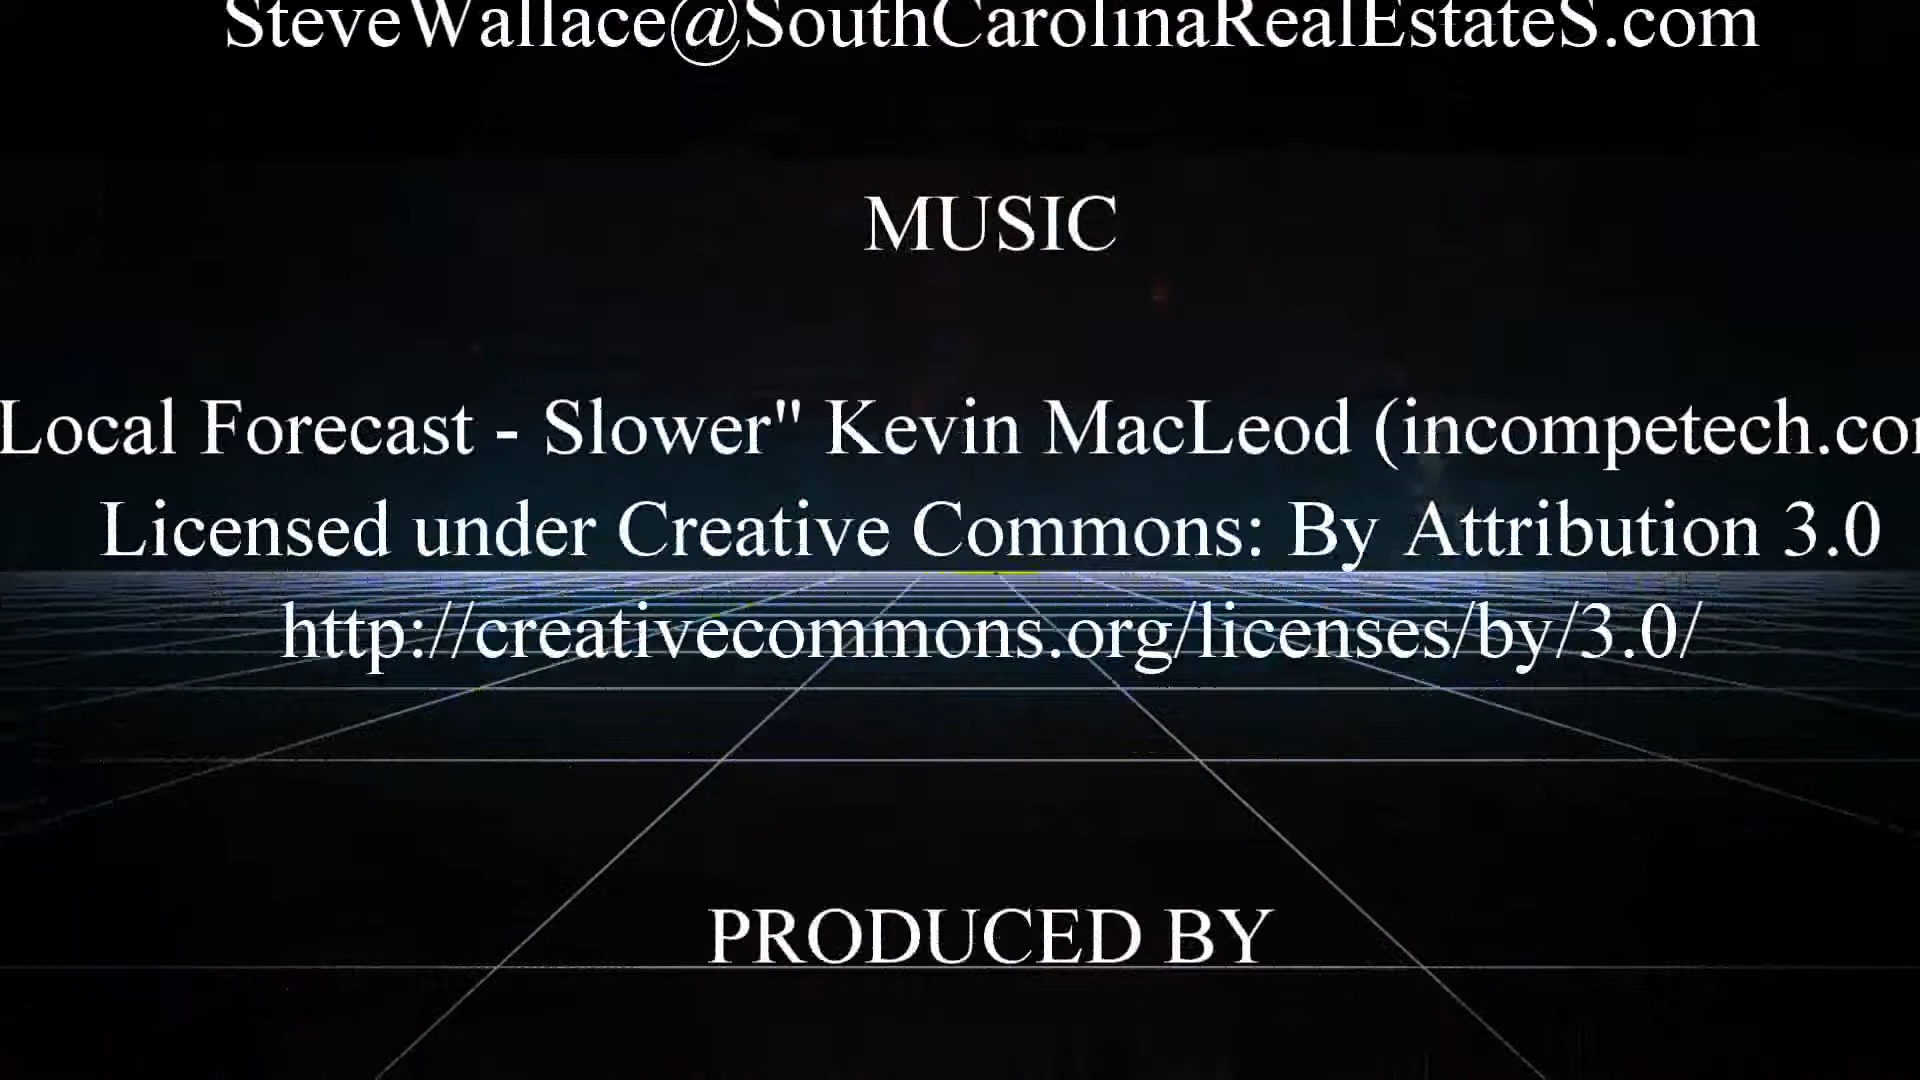 SteveWallace@SouthCarolinaRealEstateS.com
MUSIC
Local Forecast - Slower" Kevin MacLeod (incompetech.co
Licensed under Creative Commons: By Attribution 3.0
http://creativecommons.org/licenses/by/3.0/
PRODUCED BY